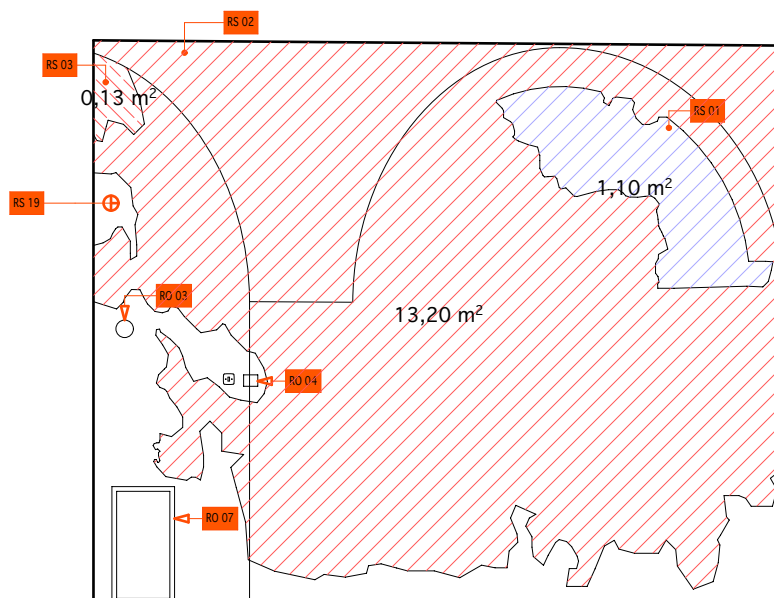 RS 02
RS 03
0,13 m²
RS 01
1,10 m²
RS 19
RO 03
13,20 m²
RO 04
RO 07